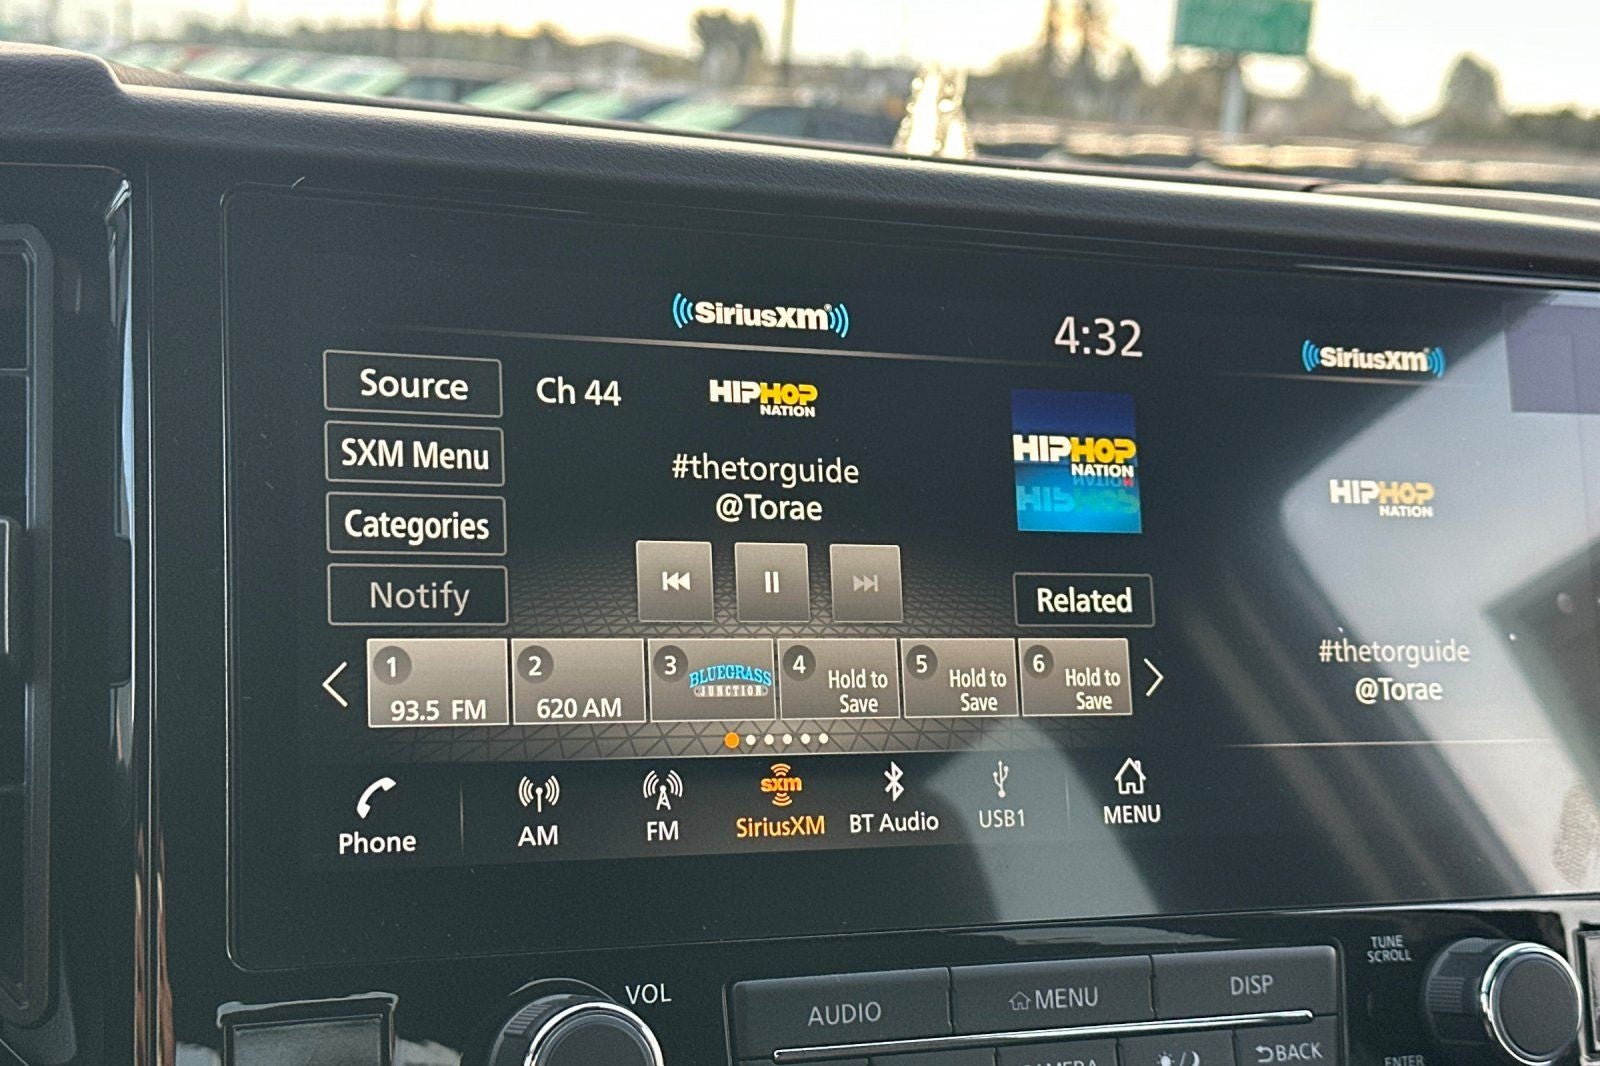 SiriusXM
4:32
SiriusXM
Source
Ch 44
HIPHOP
NATION
HIPHOP
NATION
SXM Menu
#thetorguide
@Torae
HIPHOP
NATION
Categories
Notify
Related
1
93.5 FM
2
620 AM
3
BLUEGRASS
JUNCTION
4
Hold to
Save
5
Hold to
Save
6
Hold to
Save
#thetorguide
@Torae
Phone
AM
FM
sxm
SiriusXM
BT Audio
USB1
MENU
VOL
AUDIO
MENU
DISP
TUNE
SCROLL
CAMERA
BACK
ENTER